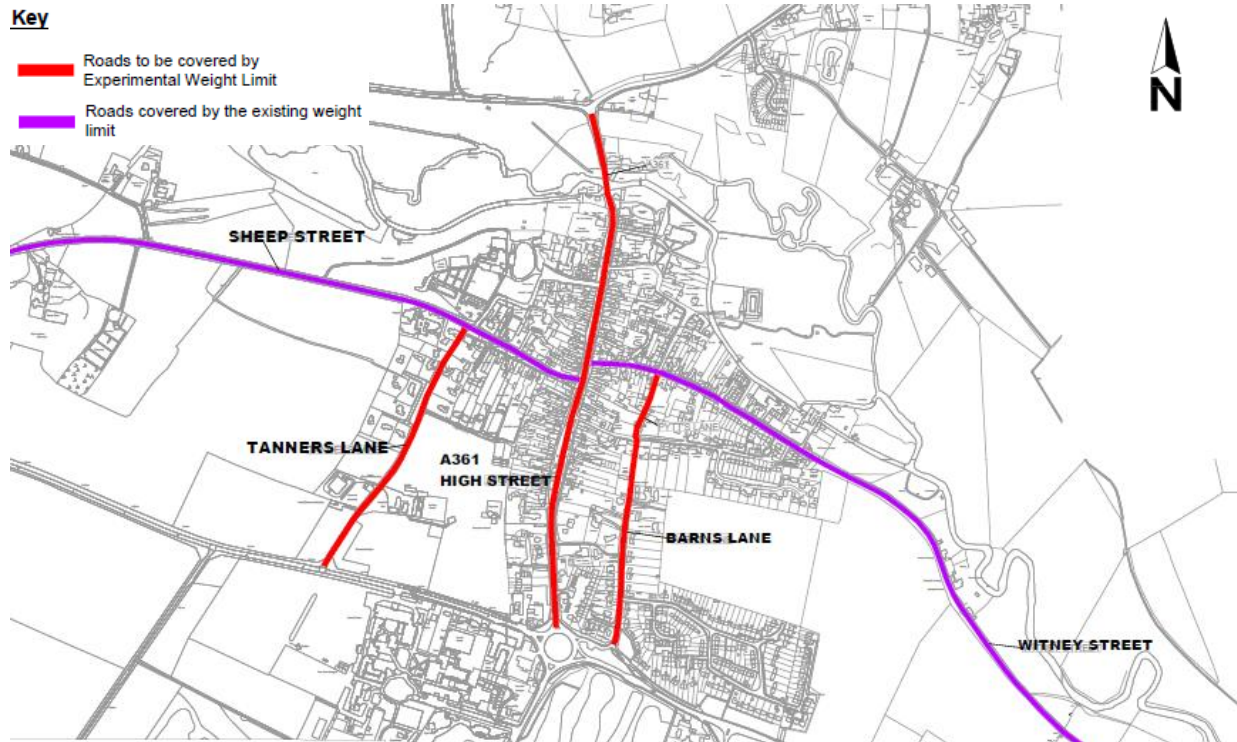 Key
Roads to be covered by
Experimental Weight Limit
Roads covered by the existing weight
limit
N
A361
SHEEP STREET
TANNERS LANE
A361
HIGH STREET
BARNS LANE
WITNEY STREET